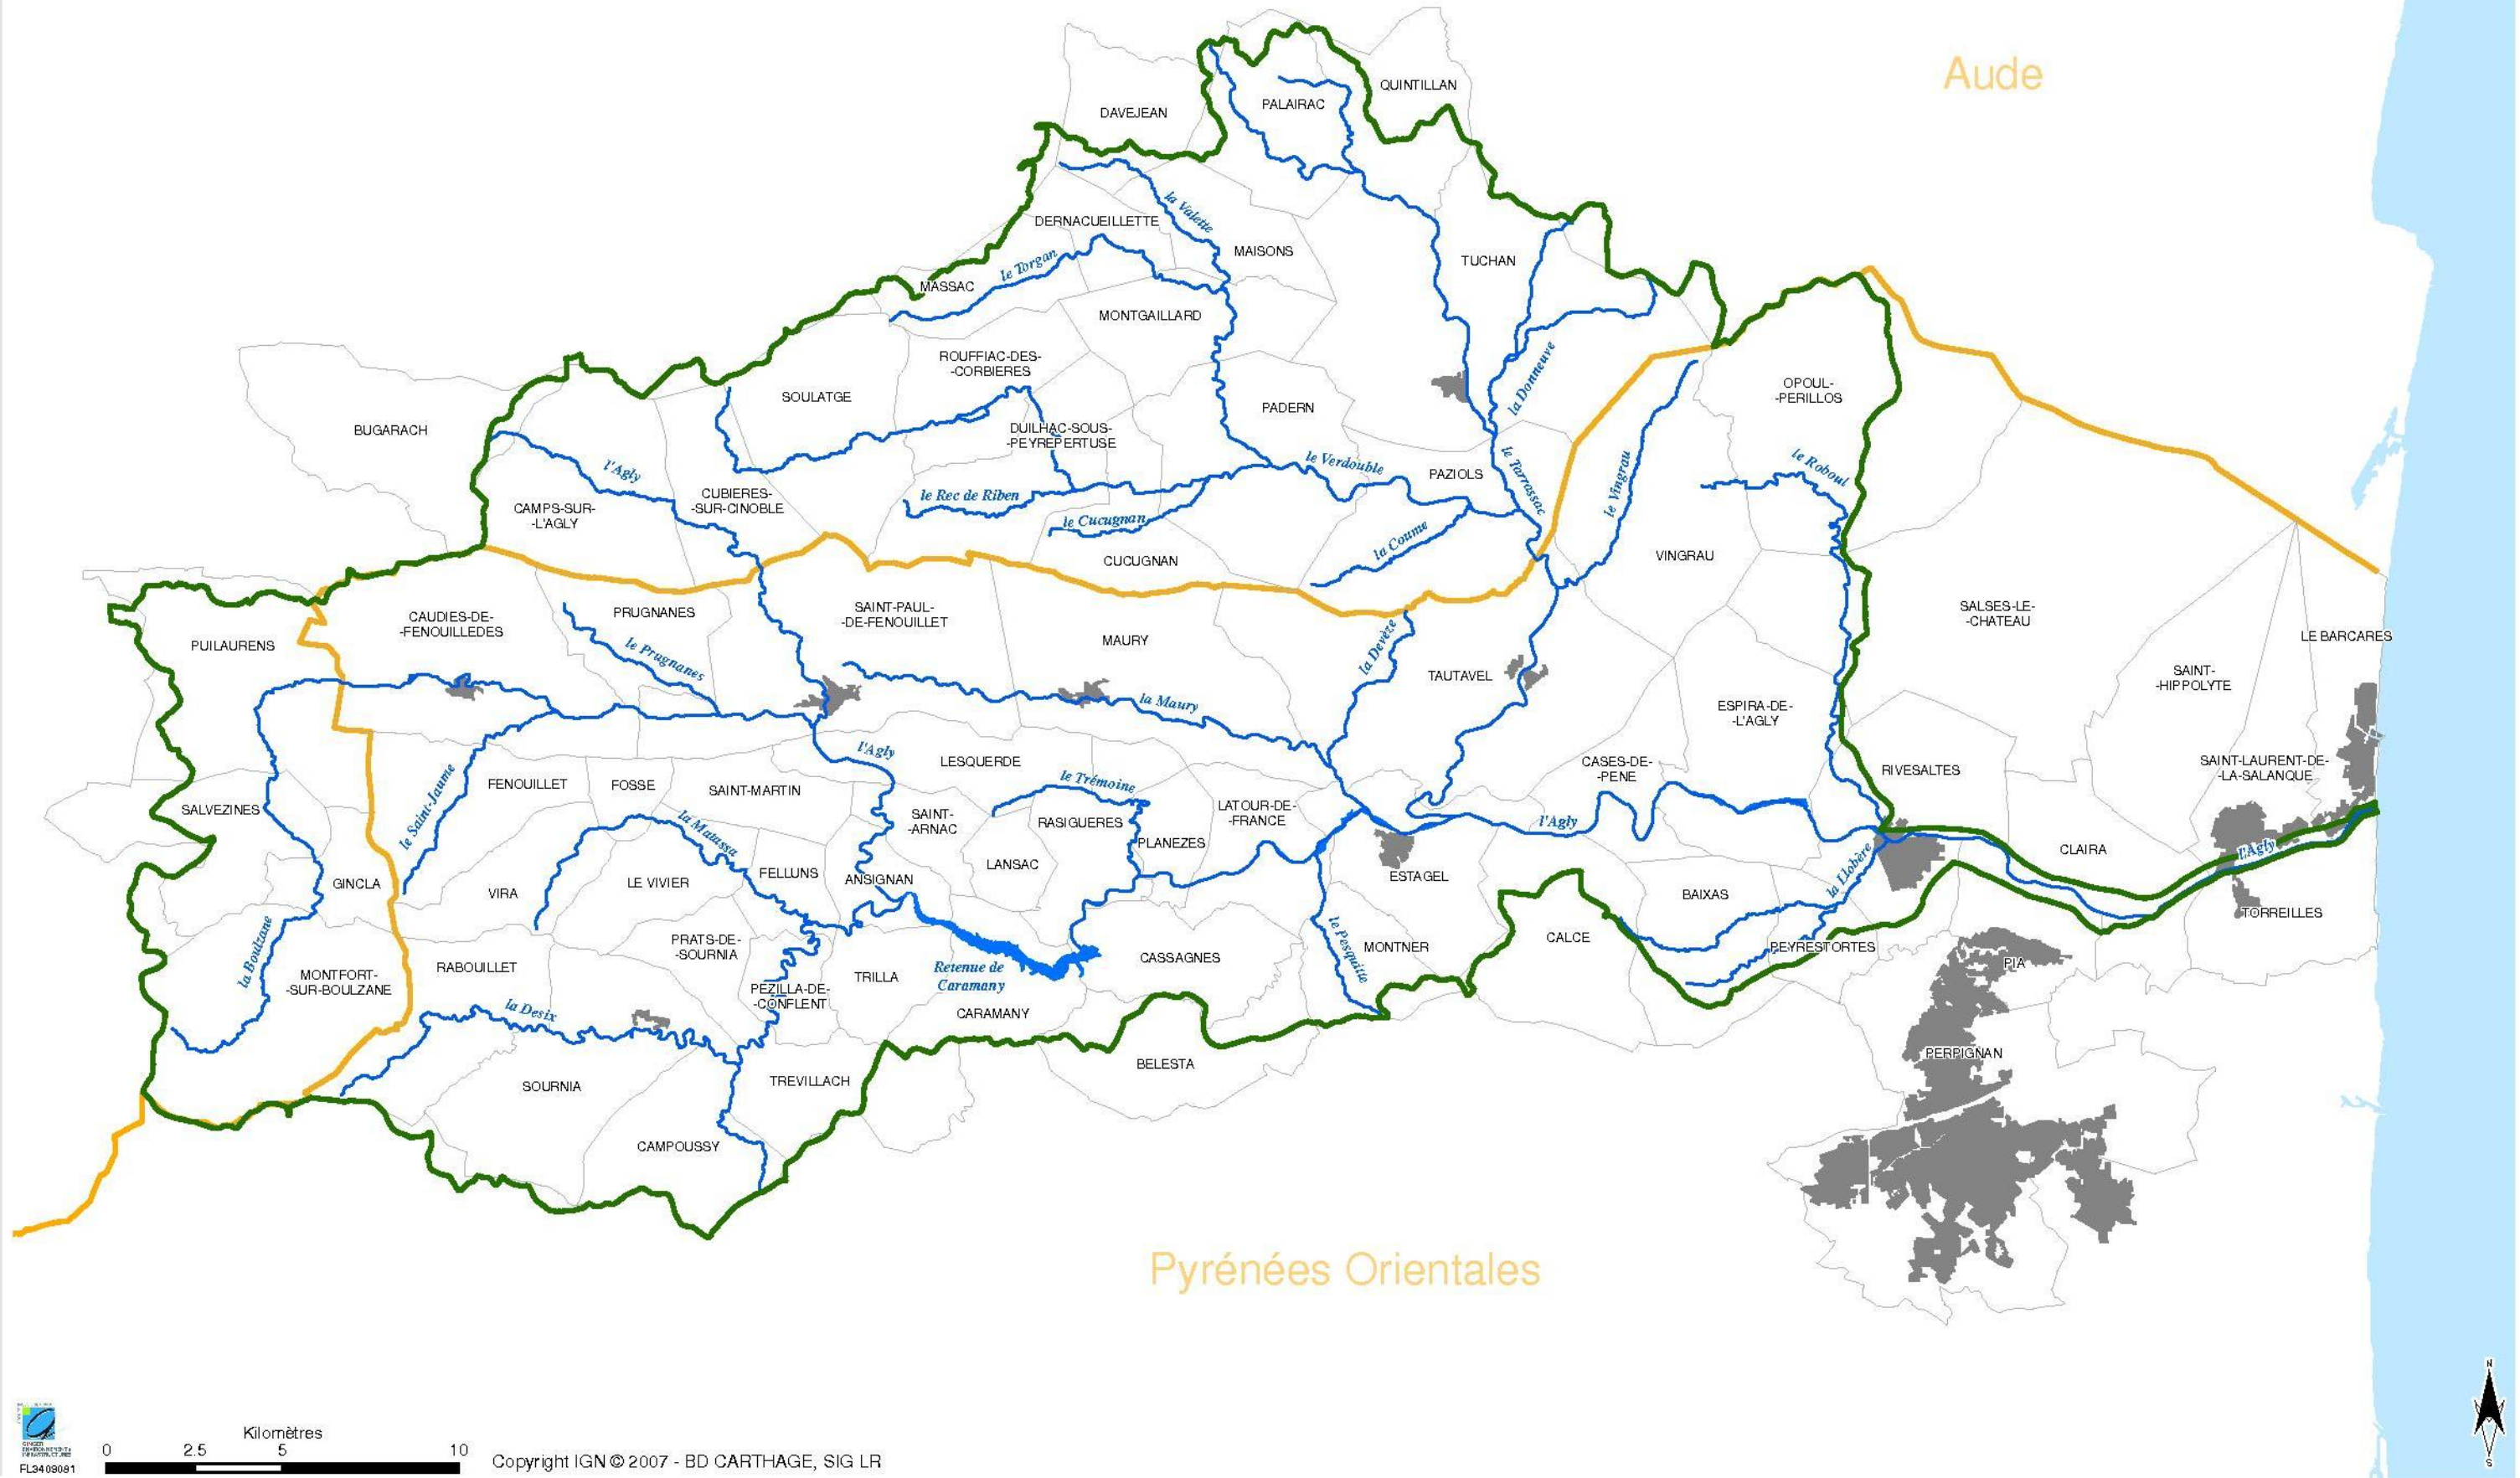 Aude
QUINTILLAN
PALAIRAC
DAVEJEAN
la Valette
DERNACUEILLETTE
MAISONS
TUCHAN
le Torgan
MASSAC
MONTGAILLARD
ROUFFIAC-DES-
-CORBIERES
la Donneuve
OPOUL-
-PERILLOS
SOULATGE
PADERN
BUGARACH
DUILHAC-SOUS-
-PEYREPERTUSE
l'Agly
le Verdouble
PAZIOLS
le Tarrassac
le Vingrau
le Roboul
CUBIERES-
-SUR-CINOBLE
le Rec de Riben
CAMPS-SUR-
-L'AGLY
le Cucugnan
la Coume
CUCUGNAN
VINGRAU
SAINT-PAUL-
-DE-FENOUILLET
PRUGNANES
CAUDIES-DE-
-FENOUILLEDES
SALSES-LE-
-CHATEAU
PUILAURENS
MAURY
LE BARCARES
le Prugnanes
la Devèze
TAUTAVEL
SAINT-
-HIPPOLYTE
la Maury
ESPIRA-DE-
-L'AGLY
l'Agly
LESQUERDE
CASES-DE-
-PENE
RIVESALTES
SAINT-LAURENT-DE-
-LA-SALANQUE
FENOUILLET
FOSSE
SAINT-MARTIN
le Trémoine
le Saint-Jaume
SALVEZINES
SAINT-
-ARNAC
RASIGUERES
LATOUR-DE-
-FRANCE
l'Agly
la Matassa
PLANEZES
CLAIRA
l'Agly
LANSAC
FELLUNS
ANSIGNAN
ESTAGEL
la Llobère
GINCLA
VIRA
LE VIVIER
BAIXAS
TORREILLES
la Boulzane
PRATS-DE-
-SOURNIA
le Pesquitte
MONTNER
CALCE
PEYRESTORTES
PIA
CASSAGNES
RABOUILLET
MONTFORT-
-SUR-BOULZANE
TRILLA
Retenue de
Caramany
PEZILLA-DE-
-CONFLENT
la Desix
CARAMANY
BELESTA
PERPIGNAN
TREVILLACH
SOURNIA
CAMPOUSSY
Pyrénées Orientales
N
S
Kilomètres
0 2.5 5 10
Copyright IGN © 2007 - BD CARTHAGE, SIG LR
GINGER
FL3409091